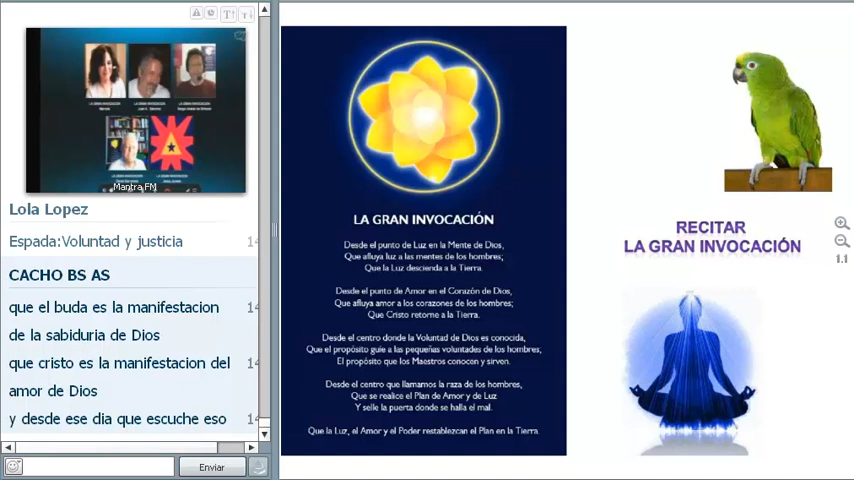 Mantra FM
Lola Lopez
Espada:Voluntad y justicia
CACHO BS AS
que el buda es la manifestacion
de la sabiduria de Dios
que cristo es la manifestacion del
amor de Dios
y desde ese dia que escuche eso
Enviar
LA GRAN INVOCACIÓN
Desde el punto de Luz en la Mente de Dios,
Que afluya luz a las mentes de los hombres;
Que la Luz descienda a la Tierra.
Desde el punto de Amor en el Corazón de Dios,
Que afluya amor a los corazones de los hombres;
Que Cristo retorne a la Tierra.
Desde el centro donde la Voluntad de Dios es conocida,
Que el propósito guíe a las pequeñas voluntades de los hombres;
El propósito que los Maestros conocen y sirven.
Desde el centro que llamamos la raza de los hombres,
Que se realice el Plan de Amor y de Luz
Y selle la puerta donde se halla el mal.
Que la Luz, el Amor y el Poder restablezcan el Plan en la Tierra.
RECITAR
LA GRAN INVOCACIÓN
1.1